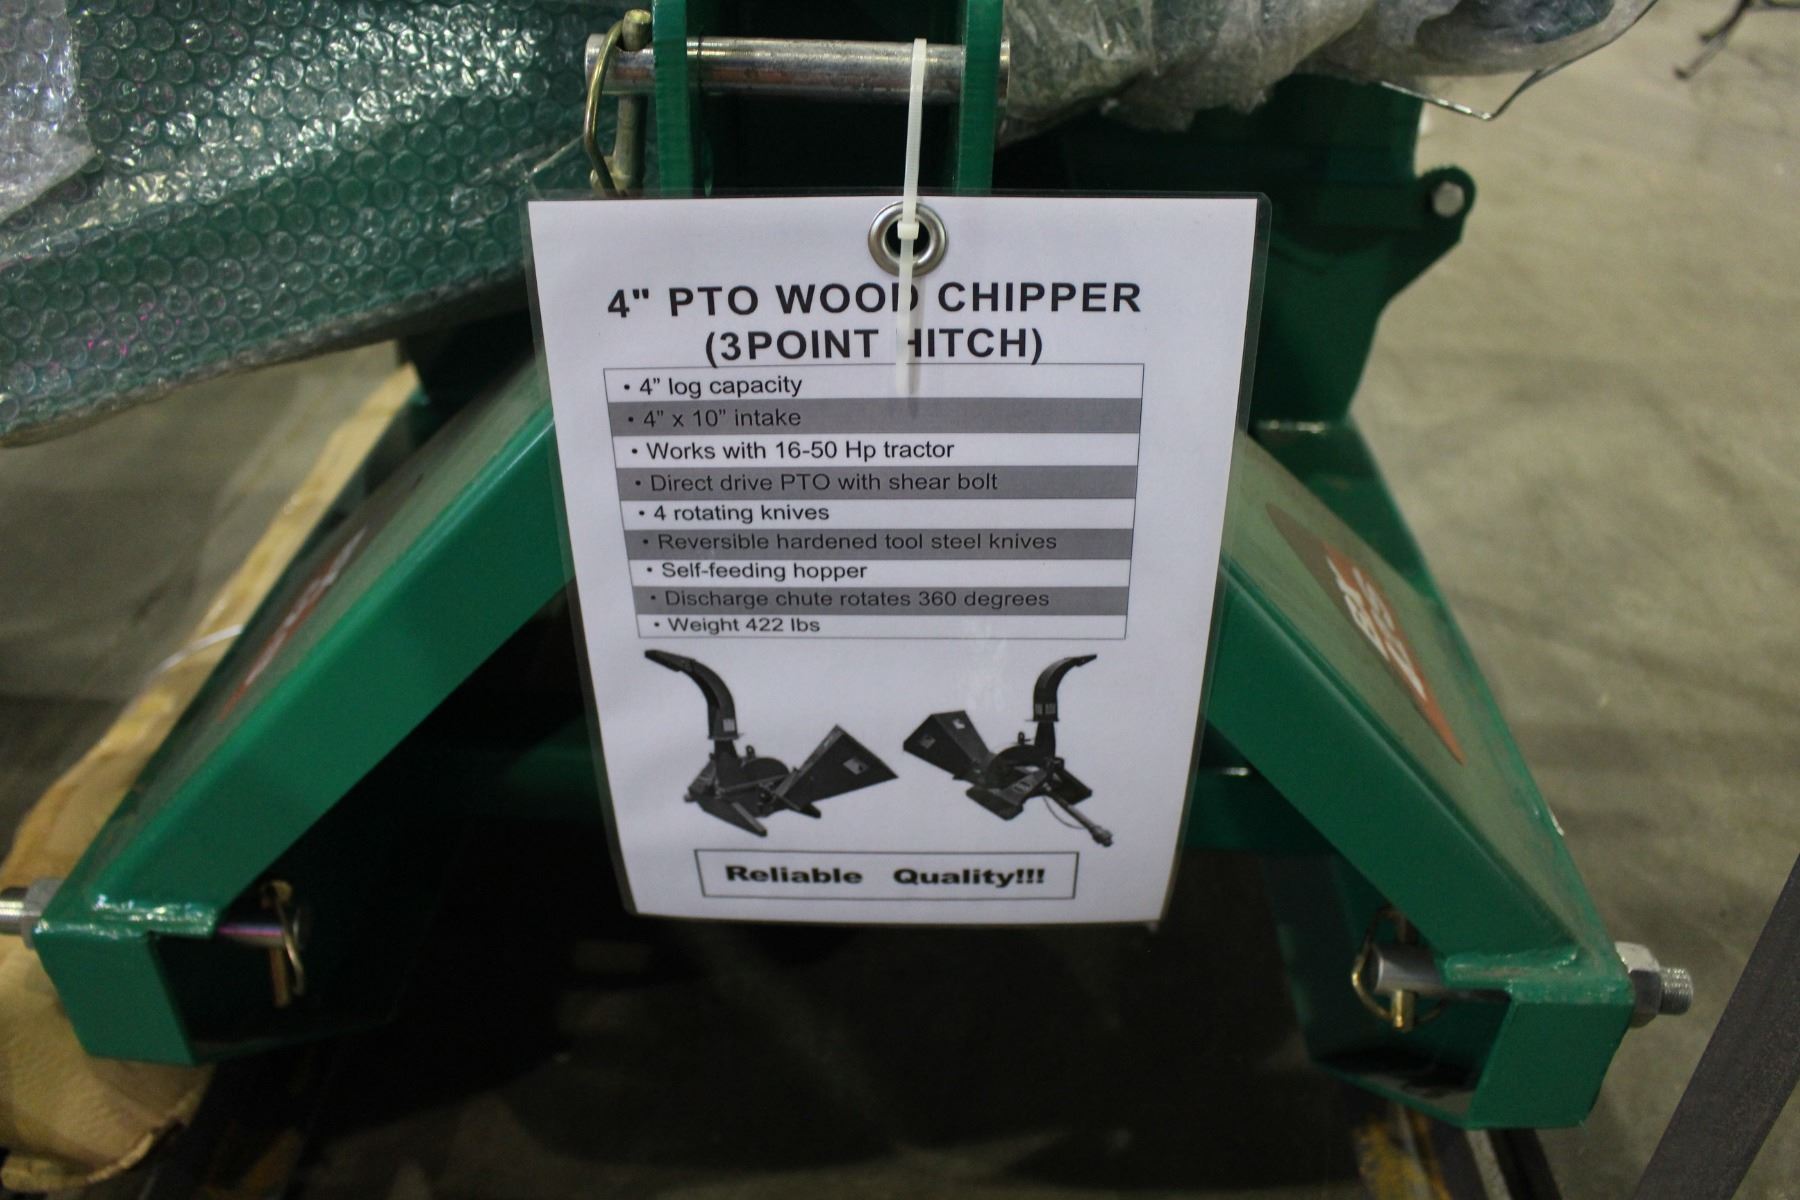 4" PTO WOOD CHIPPER
(3POINT HITCH)
• 4” log capacity
• 4” x 10” intake
• Works with 16-50 Hp tractor
• Direct drive PTO with shear bolt
• 4 rotating knives
• Reversible hardened tool steel knives
• Self-feeding hopper
• Discharge chute rotates 360 degrees
• Weight 422 lbs
Reliable Quality!!!